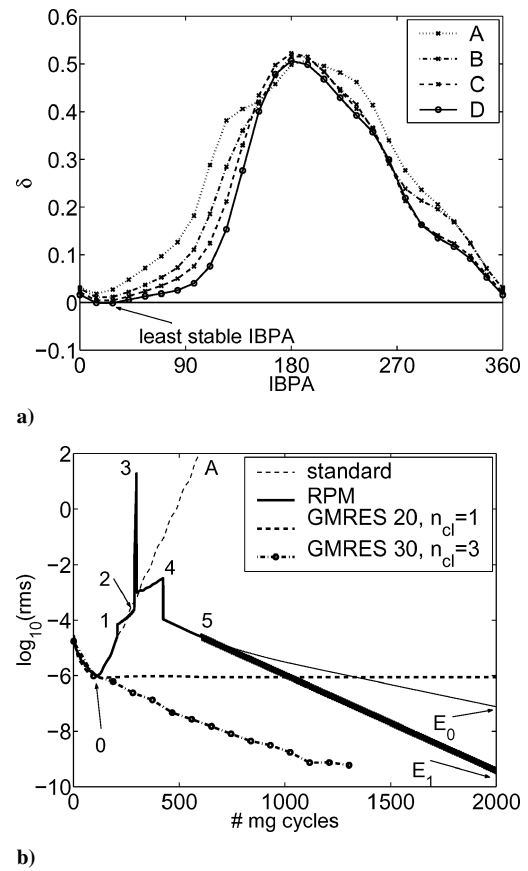 a)
0.6
0.5
0.4
0.3
0.2
0.1
0
−0.1
δ
A
B
C
D
least stable IBPA
0
90
180
270
360
IBPA
a)
b)
2
0
−2
−4
−6
−8
−10
log10(rms)
standard
RPM
GMRES 20, ncl=1
GMRES 30, ncl=3
3
A
2
4
1
5
0
E0
E1
0
500
1000
1500
2000
# mg cycles
b)